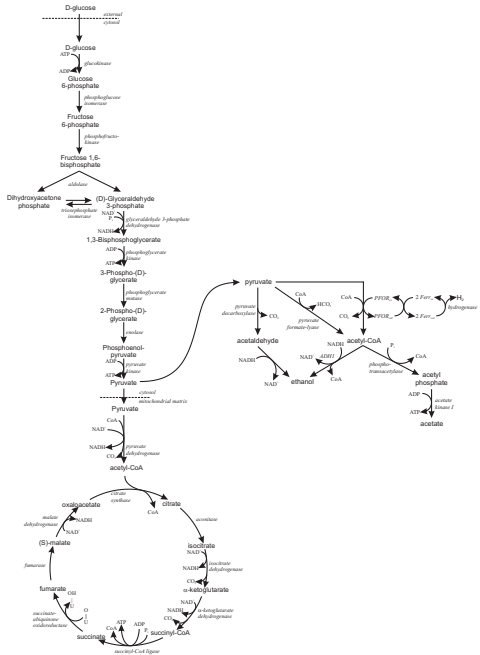 D-glucose
external
cytosol
D-glucose
ATP
glucokinase
ADP
Glucose
6-phosphate
phosphoglucose
isomerase
Fructose
6-phosphate
phosphofructo-
kinase
Fructose 1,6-
bisphosphate
aldolase
Dihydroxyacetone
phosphate
triosephosphate
isomerase
(D)-Glyceraldehyde
3-phosphate
NAD+
Pi
glyceraldehyde 3-phosphate
dehydrogenase
NADH
1,3-Bisphosphoglycerate
ADP
phosphoglycerate
kinase
ATP
3-Phospho-(D)-
glycerate
phosphoglycerate
mutase
2-Phospho-(D)-
glycerate
enolase
Phosphoenol-
pyruvate
ADP
pyruvate
kinase
ATP
Pyruvate
cytosol
mitochondrial matrix
Pyruvate
CoA
NAD+
pyruvate
dehydrogenase
NADH
CO2
acetyl-CoA
pyruvate
pyruvate
decarboxylase
CO2
acetaldehyde
NADH
NAD+
ethanol
CoA
HCO2
pyruvate
formate-lyase
CoA
CO2
PFORox
PFORred
2 Ferrred
2 Ferrox
H2
hydrogenase
acetyl-CoA
NADH
NAD+
ADH1
CoA
Pi
CoA
phospho-
transacetylase
acetyl
phosphate
ADP
acetate
kinase I
ATP
acetate
citrate
synthase
CoA
oxaloacetate
citrate
aconitase
isocitrate
NAD+
isocitrate
dehydrogenase
NADH
CO2
α-ketoglutarate
NAD+
NADH
α-ketoglutarate
dehydrogenase
CO2
succinyl-CoA
Pi
ADP
ATP
CoA
succinyl-CoA ligase
succinate
O
U
OH
U
succinate-
ubiquinone
oxidoreductase
fumarate
fumarase
(S)-malate
malate
dehydrogenase
NAD+
NADH